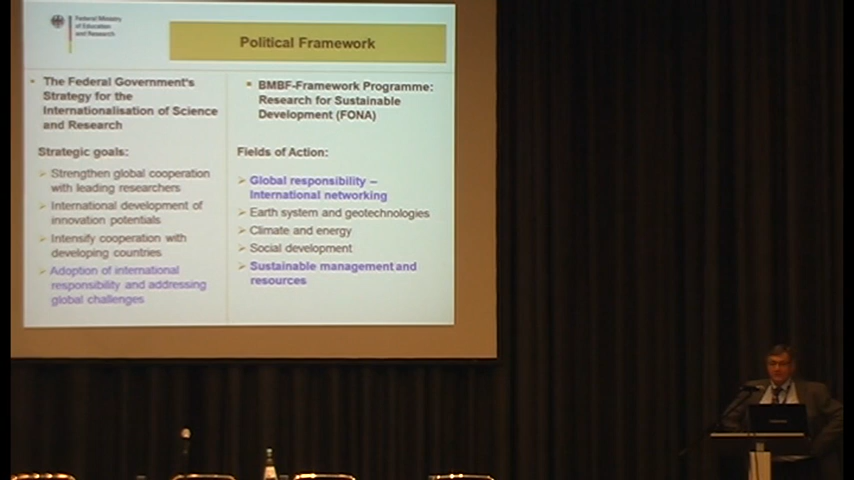 Federal Ministry
of Education
and Research
Political Framework
The Federal Government's
Strategy for the
Internationalisation of Science
and Research
Strategic goals:
Strengthen global cooperation
with leading researchers
International development of
innovation potentials
Intensify cooperation with
developing countries
Adoption of international
responsibility and addressing
global challenges
BMBF-Framework Programme:
Research for Sustainable
Development (FONA)
Fields of Action:
Global responsibility –
International networking
Earth system and geotechnologies
Climate and energy
Social development
Sustainable management and
resources